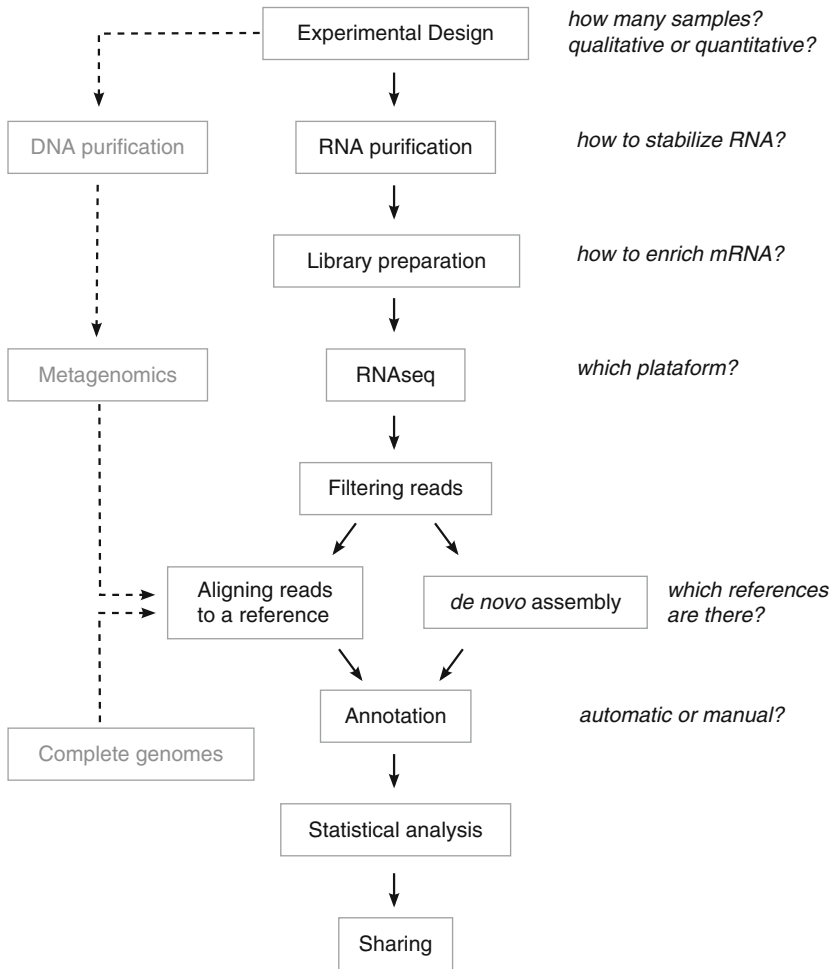 Experimental Design
how many samples?
qualitative or quantitative?
DNA purification
RNA purification
how to stabilize RNA?
Library preparation
how to enrich mRNA?
Metagenomics
RNAseq
which plataform?
Filtering reads
Aligning reads
to a reference
de novo assembly
which references
are there?
Annotation
automatic or manual?
Complete genomes
Statistical analysis
Sharing